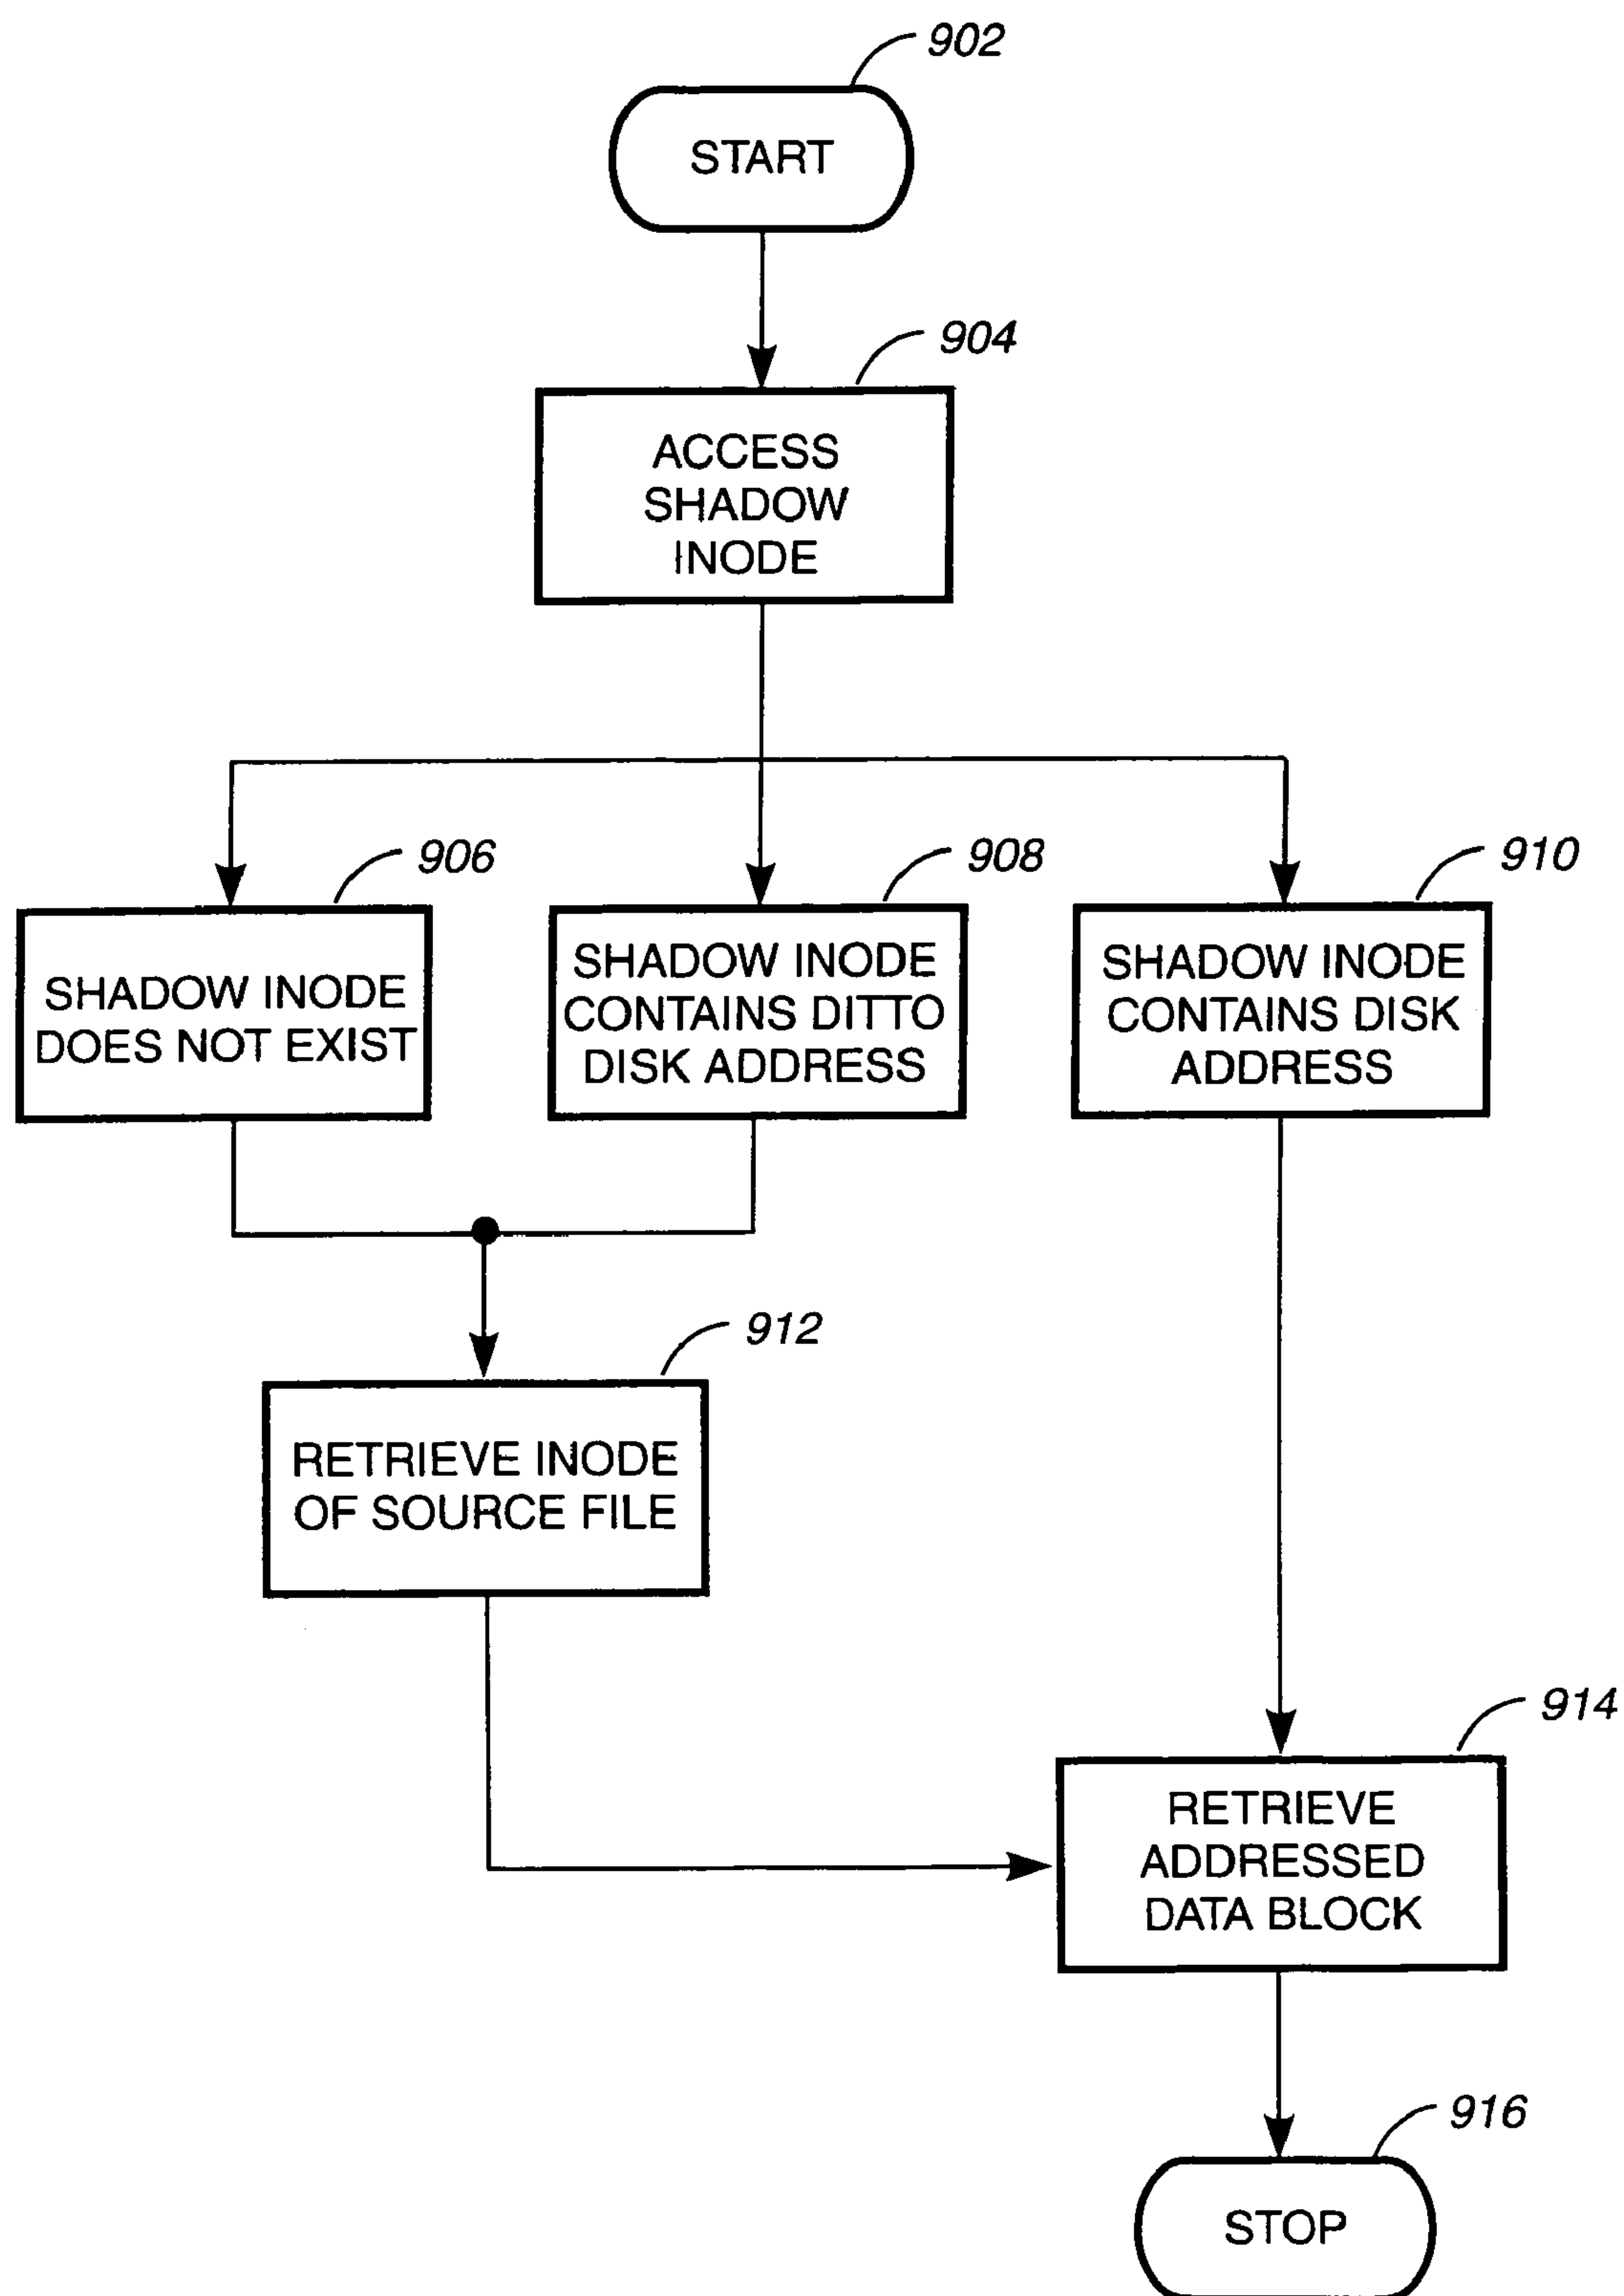 902
START
904
ACCESS
SHADOW
INODE
906
SHADOW INODE
DOES NOT EXIST
908
SHADOW INODE
CONTAINS DITTO
DISK ADDRESS
910
SHADOW INODE
CONTAINS DISK
ADDRESS
912
RETRIEVE INODE
OF SOURCE FILE
914
RETRIEVE
ADDRESSED
DATA BLOCK
916
STOP